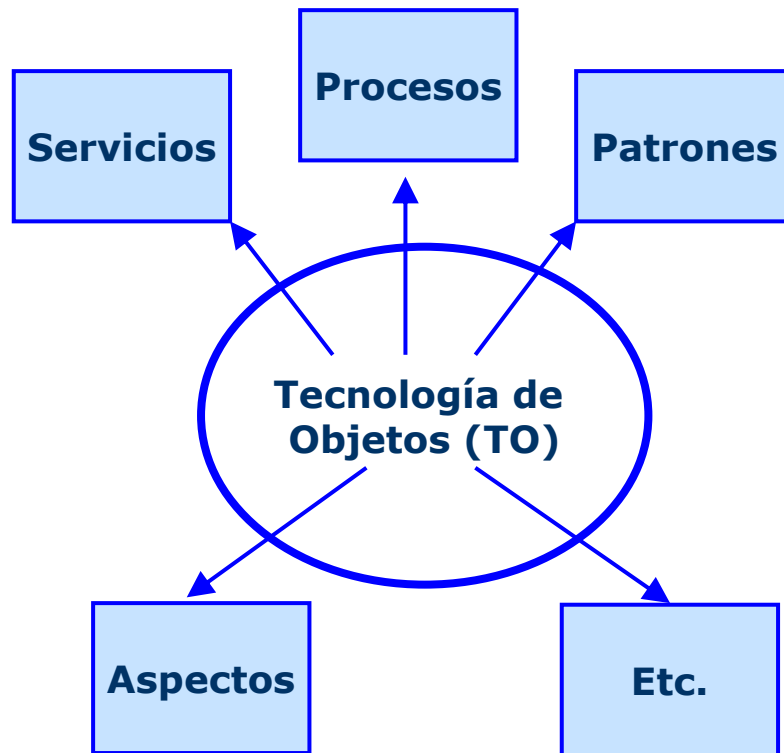 Procesos
Servicios
Patrones
Tecnología de
Objetos (TO)
Aspectos
Etc.